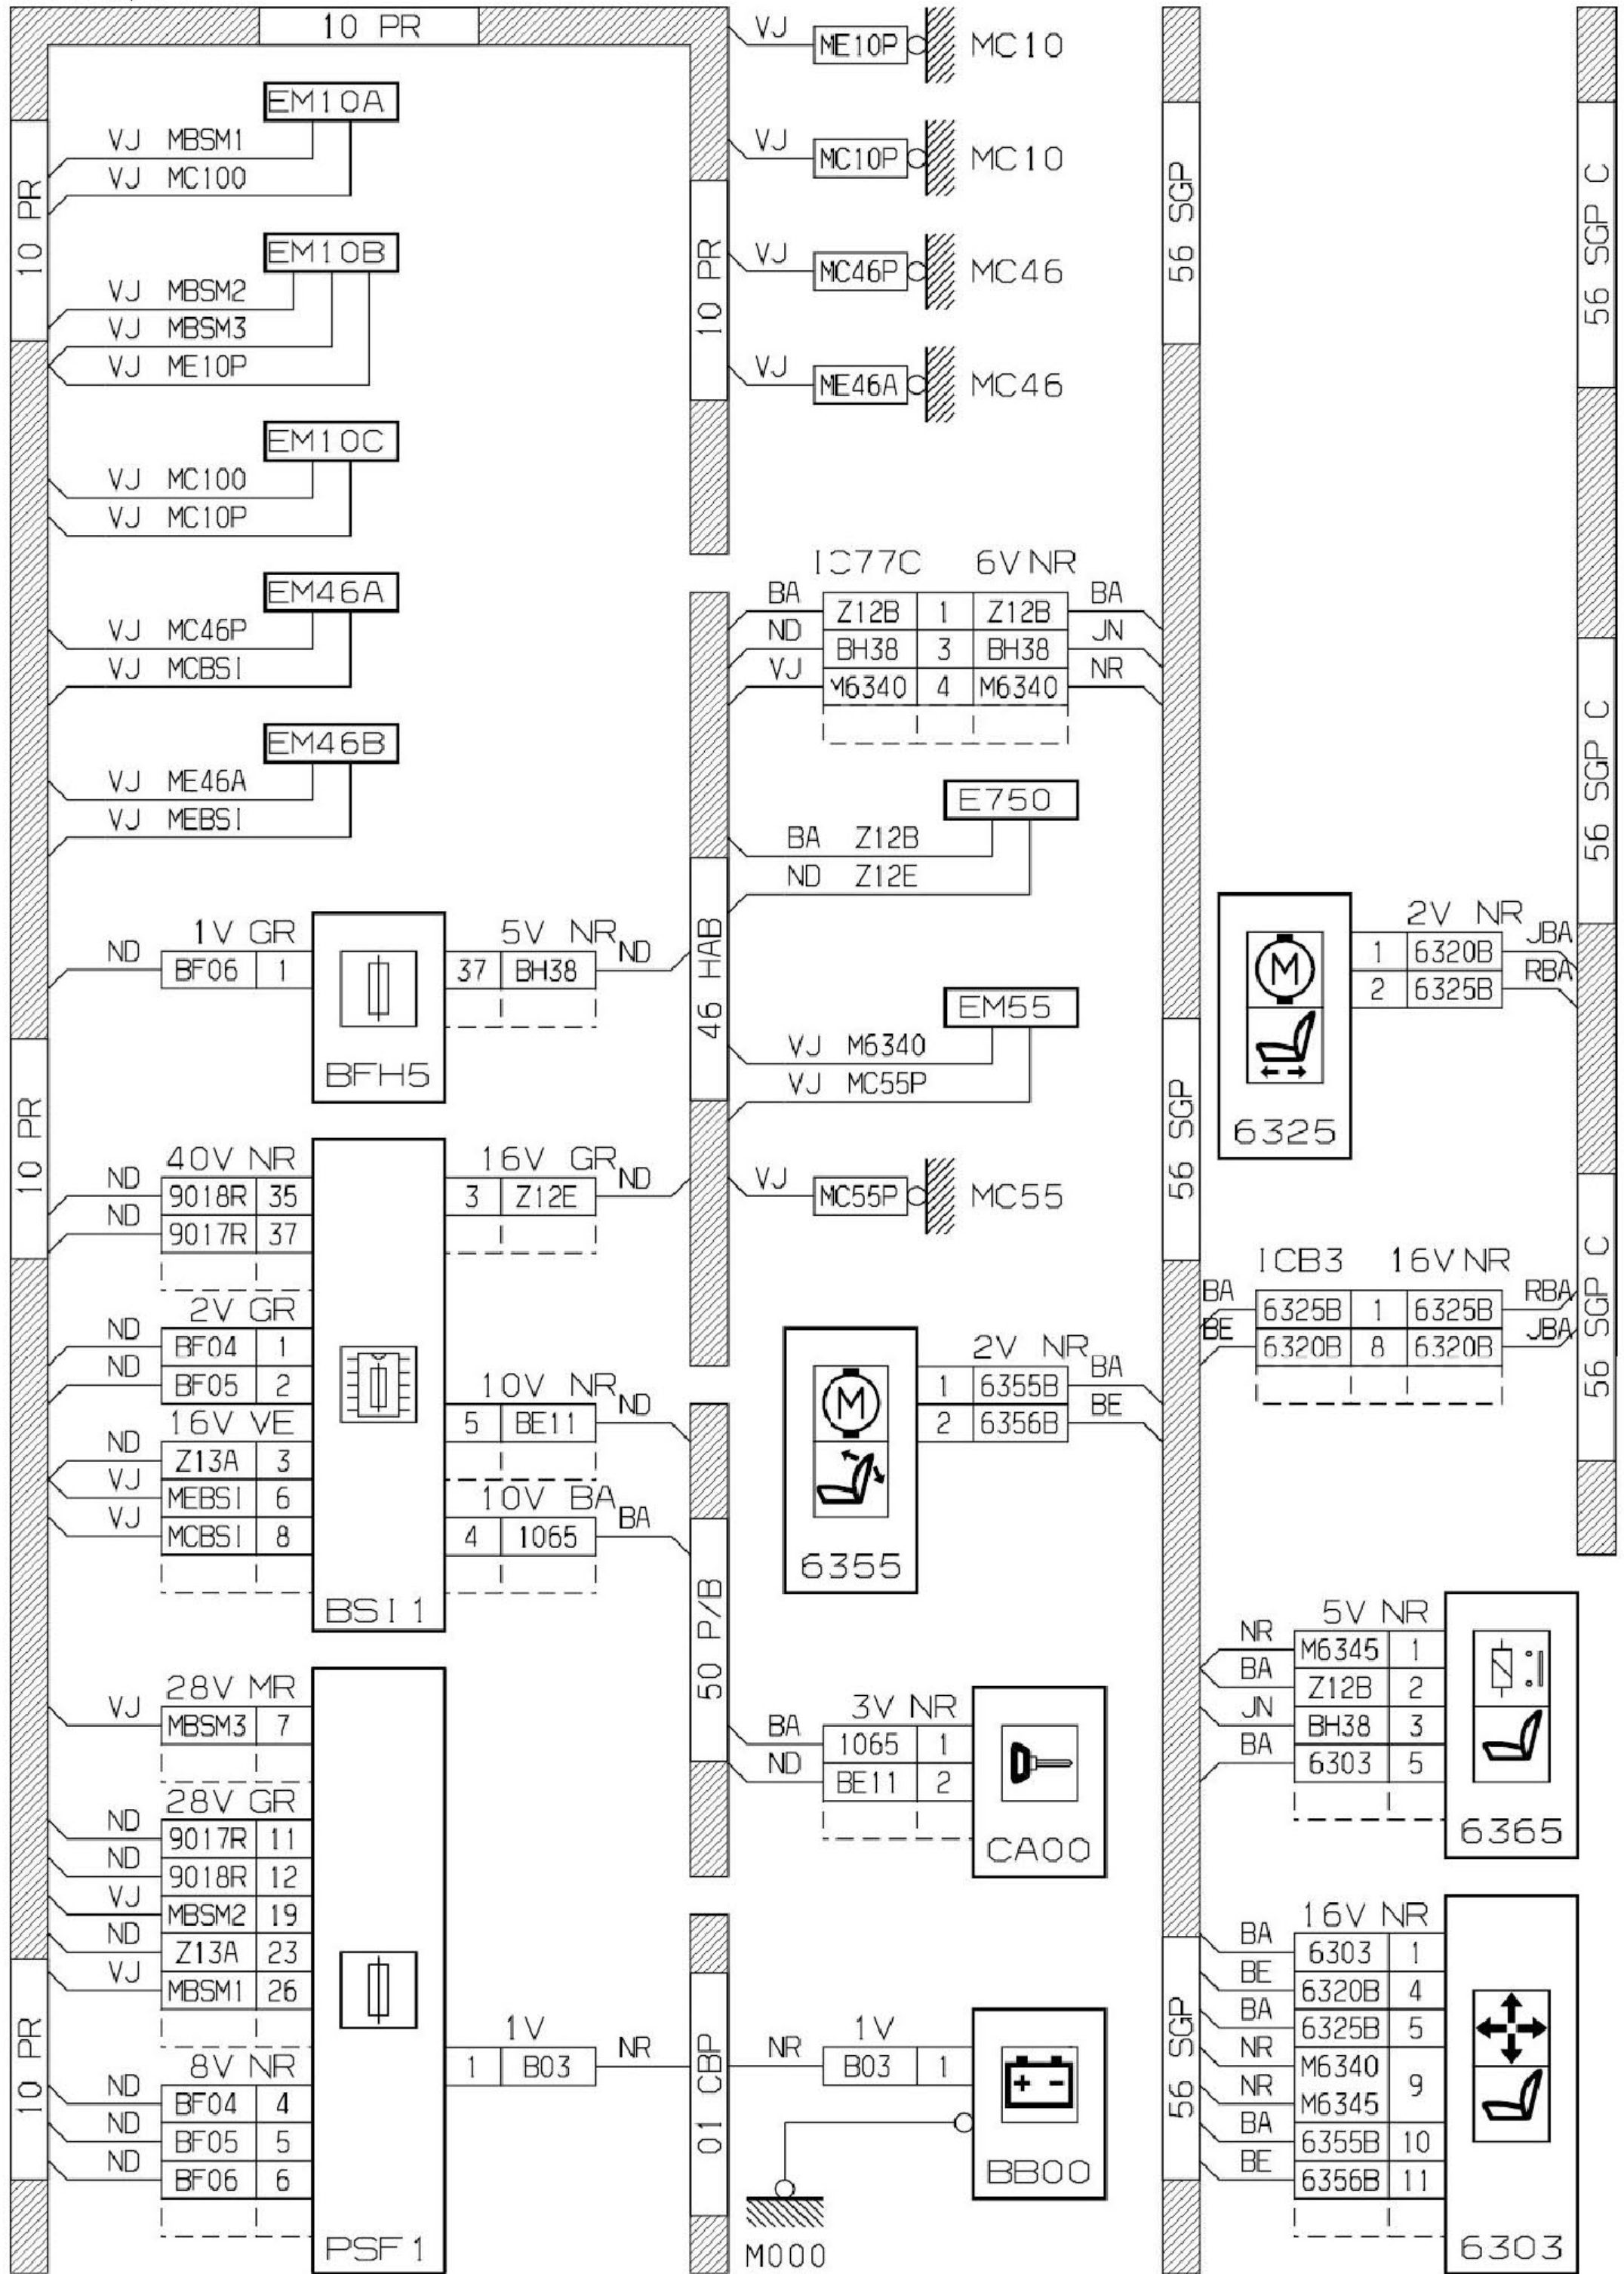 10 PR
EM10A
VJ MBSM1
VJ MC100
10 PR
EM10B
VJ MBSM2
VJ MBSM3
VJ ME10P
EM10C
VJ MC100
VJ MC10P
EM46A
VJ MC46P
VJ MCBSI
EM46B
VJ ME46A
VJ MEBSI
1V GR
ND BF06 1
BFH5
5V NR
37 BH38 ND
10 PR
40V NR
ND 9018R 35
ND 9017R 37
2V GR
ND BF04 1
ND BF05 2
16V VE
ND Z13A 3
VJ MEBSI 6
VJ MCBSI 8
BSI1
16V GR
3 Z12E ND
10V NR
5 BE11 ND
10V BA
4 1065 BA
28V MR
VJ MBSM3 7
28V GR
ND 9017R 11
ND 9018R 12
VJ MBSM2 19
ND Z13A 23
VJ MBSM1 26
10 PR
8V NR
ND BF04 4
ND BF05 5
ND BF06 6
PSF1
1V
1 B03 NR
10 PR
VJ ME10P MC10
VJ MC10P MC10
VJ MC46P MC46
VJ ME46A MC46
46 HAB
IC77C 6V NR
BA Z12B 1 Z12B BA
ND BH38 3 BH38 JN
VJ M6340 4 M6340 NR
E750
BA Z12B
ND Z12E
EM55
VJ M6340
VJ MC55P
VJ MC55P MC55
2V NR
1 6355B BA
2 6356B BE
6355
50 P/B
3V NR
BA 1065 1
ND BE11 2
CA00
01 CBP
1V
NR B03 1
BB00
M000
56 SGP
56 SGP
56 SGP
56 SGP C
56 SGP C
56 SGP C
2V NR
1 6320B JBA
2 6325B RBA
6325
ICB3 16V NR
BA 6325B 1 6325B RBA
BE 6320B 8 6320B JBA
5V NR
NR M6345 1
BA Z12B 2
JN BH38 3
BA 6303 5
6365
16V NR
BA 6303 1
BE 6320B 4
BA 6325B 5
NR M6340 9
NR M6345
BA 6355B 10
BE 6356B 11
6303
M
M
+ -